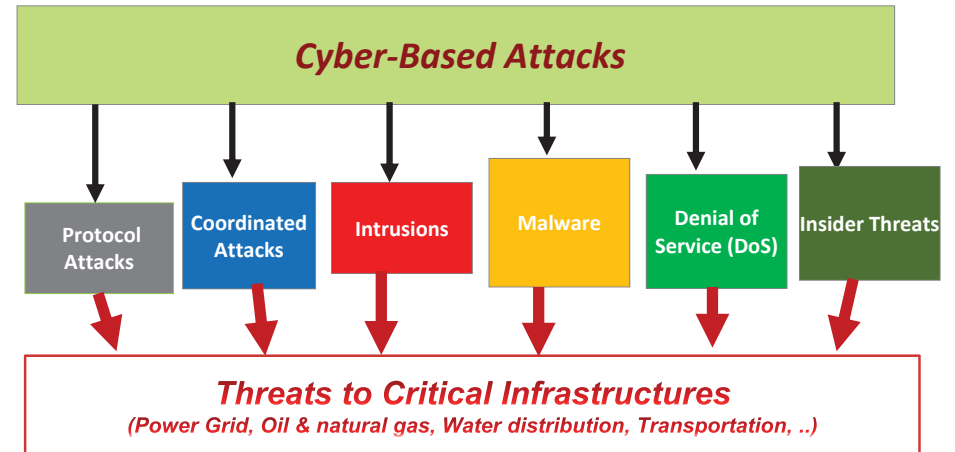 Cyber-Based Attacks
Protocol
Attacks
Coordinated
Attacks
Intrusions
Malware
Denial of
Service (DoS)
Insider Threats
Threats to Critical Infrastructures
(Power Grid, Oil & natural gas, Water distribution, Transportation, ..)